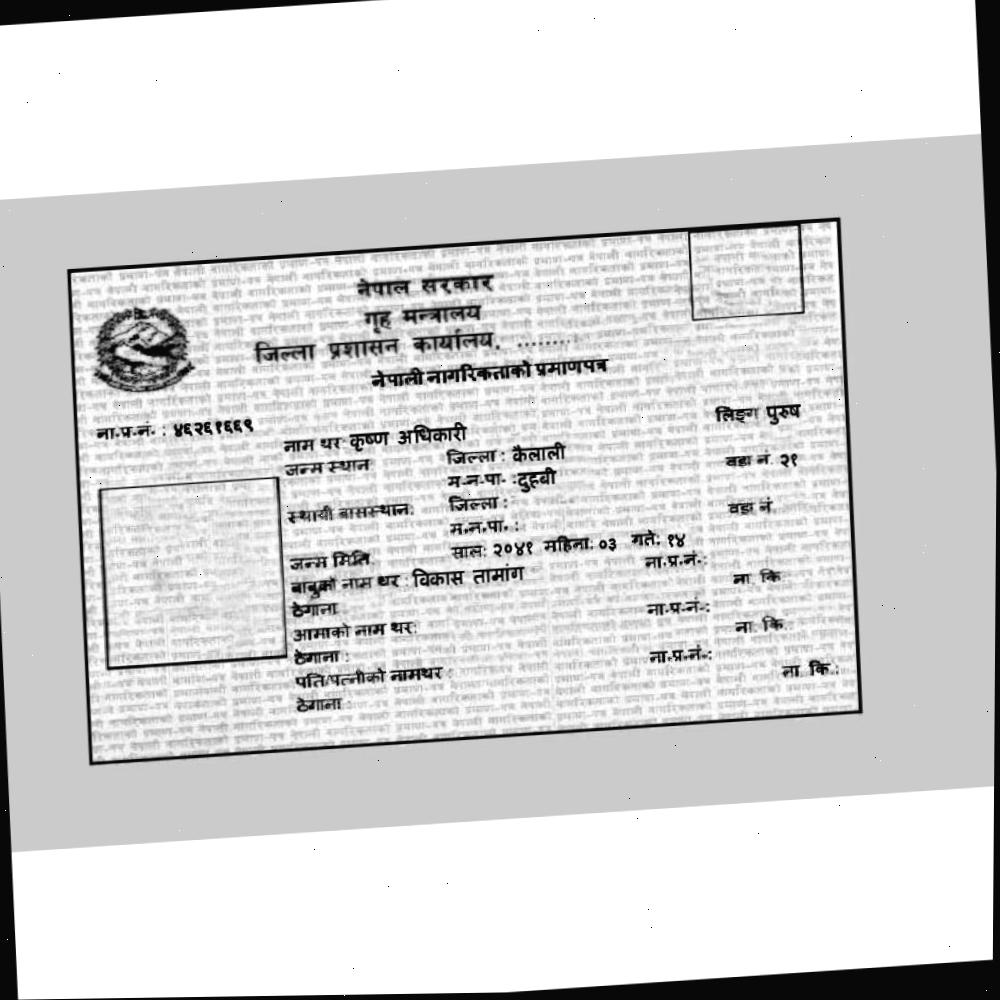 नेपाल सरकार
गृह मन्त्रालय
जिल्ला प्रशासन कार्यालय. ........
नेपाली नागरिकताको प्रमाणपत्र
ना.प्र.नं. : ४६२६१६६९
लिङ्ग पुरुष
नाम थर कृष्ण अधिकारी
जन्म स्थान जिल्ला : कैलाली वडा नं. २१
म.न.पा. :दुहबी
स्थायी बासस्थान: जिल्ला : वडा नं.
म.न.पा. :
जन्म मिति साल: २०४१ महिना: ०३ गते: १४
बाबुको नाम थर : विकास तामांग ना.प्र.नं.:
ठेगाना ना. कि.:
आमाको नाम थर: ना.प्र.नं.:
ठेगाना : ना. कि.:
पति/पत्नीको नामथर : ना.प्र.नं.:
ठेगाना : ना. कि.: